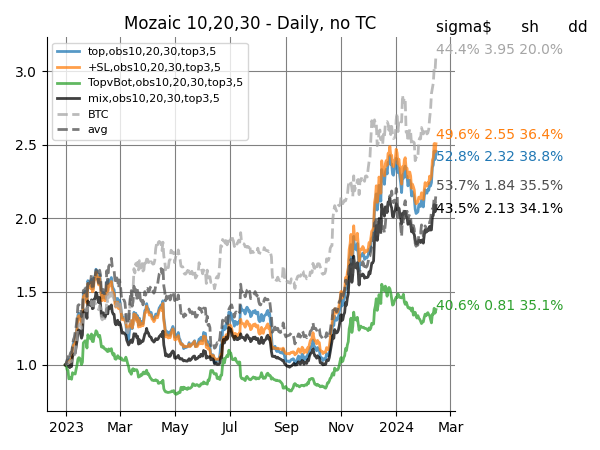 Mozaic 10,20,30 - Daily, no TC
sigma$ sh dd
top,obs10,20,30,top3,5
+SL,obs10,20,30,top3,5
TopvBot,obs10,20,30,top3,5
mix,obs10,20,30,top3,5
BTC
avg
44.4% 3.95 20.0%
49.6% 2.55 36.4%
52.8% 2.32 38.8%
53.7% 1.84 35.5%
43.5% 2.13 34.1%
40.6% 0.81 35.1%
3.0
2.5
2.0
1.5
1.0
2023 Mar May Jul Sep Nov 2024 Mar